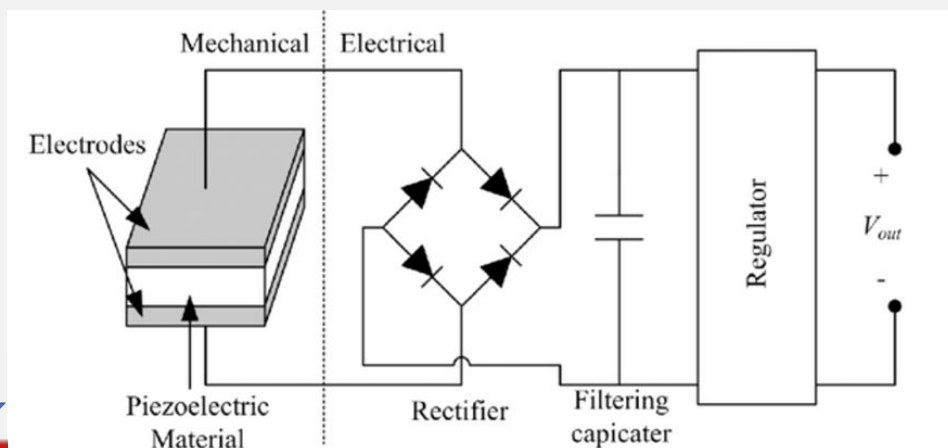 Mechanical
Electrical
Electrodes
Regulator
+
Vout
-
Piezoelectric
Material
Rectifier
Filtering
capicater